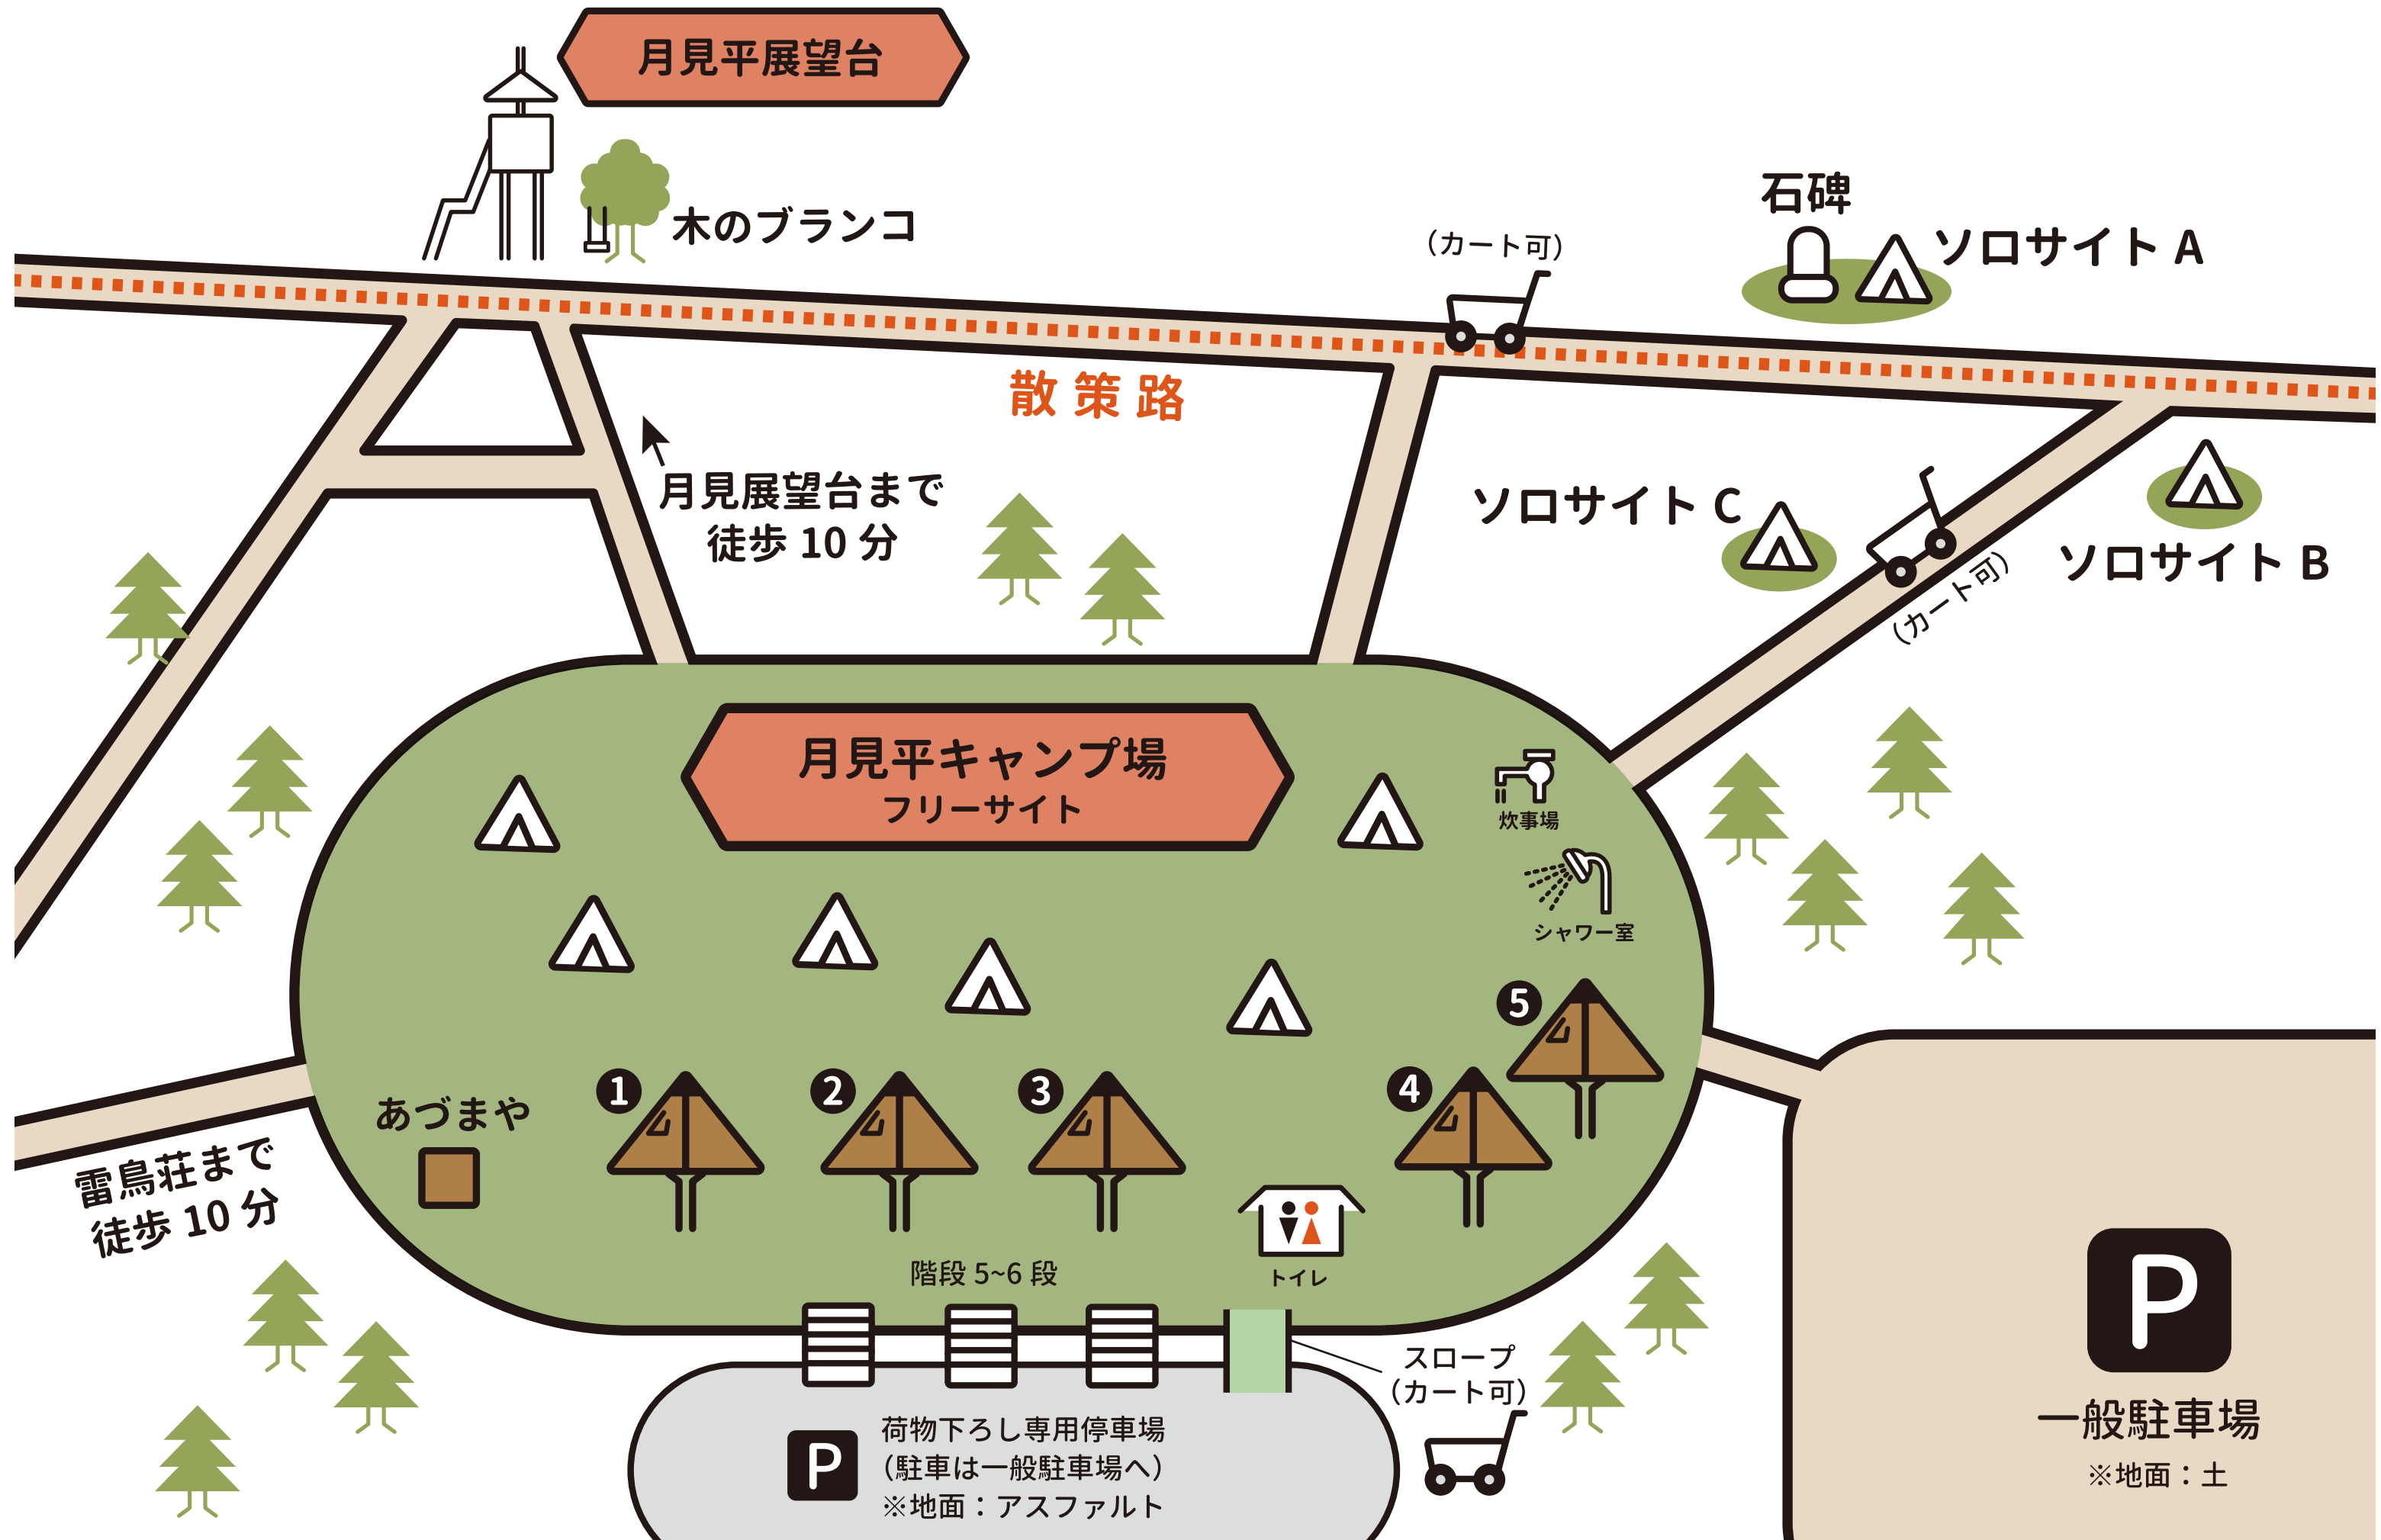 月見平展望台
木のブランコ
(カート可)
石碑
ソロサイト A
散策路
月見展望台まで
徒歩 10 分
ソロサイト C
(カート可)
ソロサイト B
月見平キャンプ場
フリーサイト
炊事場
シャワー室
5
1
2
3
4
あづまや
雷鳥荘まで
徒歩 10 分
トイレ
階段 5~6 段
スロープ
(カート可)
P
荷物下ろし専用停車場
(駐車は一般駐車場へ)
※地面：アスファルト
P
一般駐車場
※地面：土